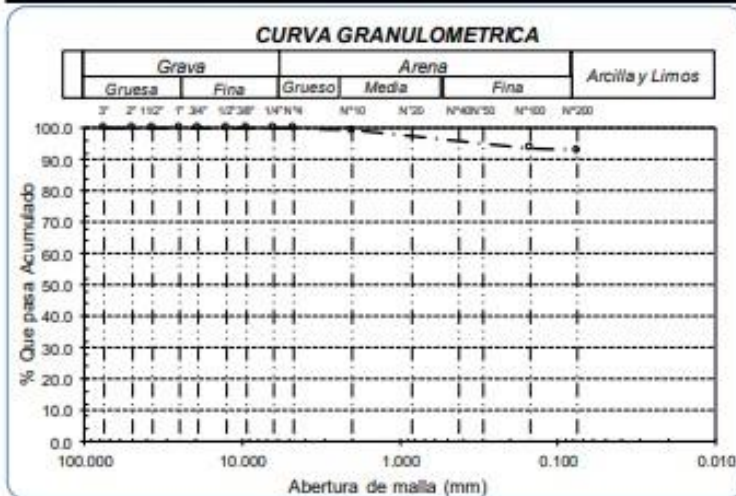 CURVA GRANULOMETRICA
Grava Arena Arcilla y Limos
Gruesa Fina Grueso Media Fina
3" 2" 11/2" 1" 3/4" 1/2" 3/8" 1/4" N°4 N°10 N°20 N°40 N°50 N°100 N°200
100.0
90.0
80.0
70.0
60.0
50.0
40.0
30.0
20.0
10.0
0.0
% Que pasa Acumulado
100.000 10.000 1.000 0.100 0.010
Abertura de malla (mm)